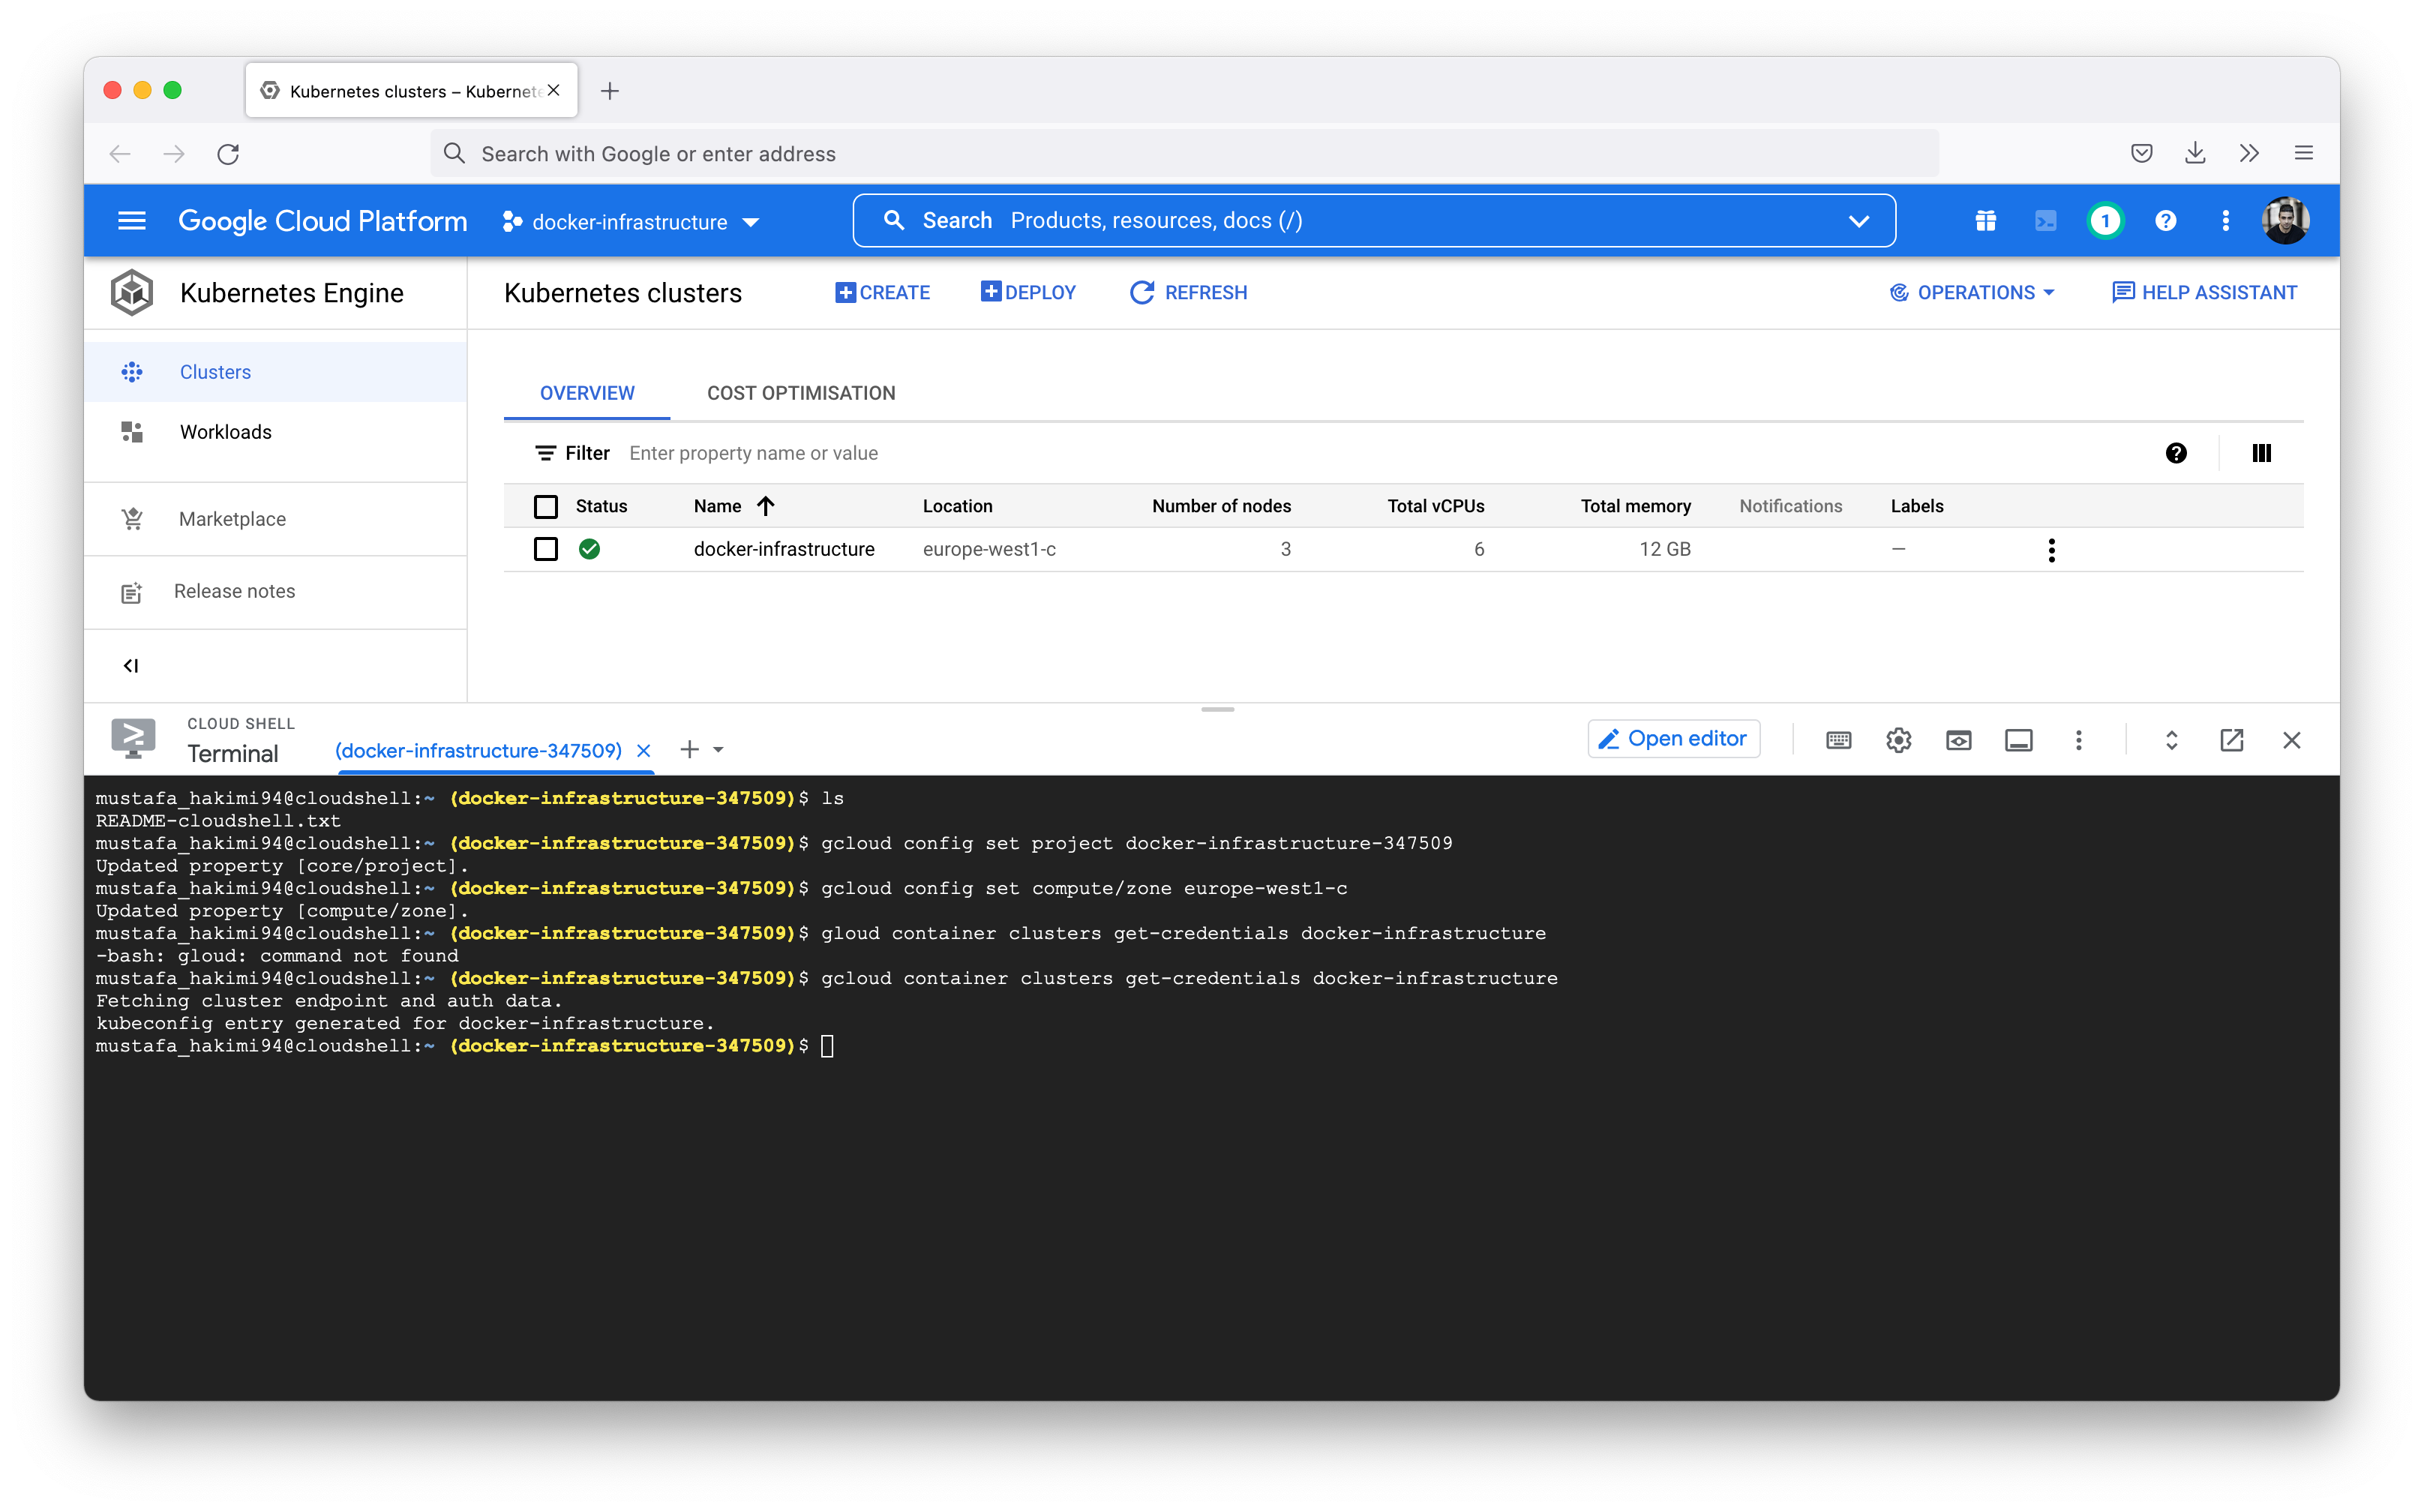 Kubernetes clusters – Kubernete
Search with Google or enter address
Google Cloud Platform docker-infrastructure Search Products, resources, docs (/) 1
Kubernetes Engine Kubernetes clusters CREATE DEPLOY REFRESH OPERATIONS HELP ASSISTANT
Clusters
Workloads
Marketplace
Release notes
OVERVIEW COST OPTIMISATION
Filter Enter property name or value
Status Name Location Number of nodes Total vCPUs Total memory Notifications Labels
docker-infrastructure europe-west1-c 3 6 12 GB –
CLOUD SHELL
Terminal (docker-infrastructure-347509) Open editor
mustafa_hakimi94@cloudshell:~ (docker-infrastructure-347509)$ ls
README-cloudshell.txt
mustafa_hakimi94@cloudshell:~ (docker-infrastructure-347509)$ gcloud config set project docker-infrastructure-347509
Updated property [core/project].
mustafa_hakimi94@cloudshell:~ (docker-infrastructure-347509)$ gcloud config set compute/zone europe-west1-c
Updated property [compute/zone].
mustafa_hakimi94@cloudshell:~ (docker-infrastructure-347509)$ gloud container clusters get-credentials docker-infrastructure
-bash: gloud: command not found
mustafa_hakimi94@cloudshell:~ (docker-infrastructure-347509)$ gcloud container clusters get-credentials docker-infrastructure
Fetching cluster endpoint and auth data.
kubeconfig entry generated for docker-infrastructure.
mustafa_hakimi94@cloudshell:~ (docker-infrastructure-347509)$